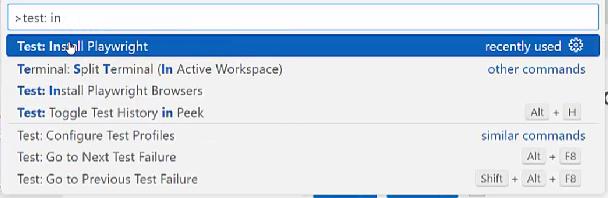 >test: in
Test: Install Playwright recently used
Terminal: Split Terminal (In Active Workspace) other commands
Test: Install Playwright Browsers
Test: Toggle Test History in Peek Alt + H
Test: Configure Test Profiles similar commands
Test: Go to Next Test Failure Alt + F8
Test: Go to Previous Test Failure Shift + Alt + F8